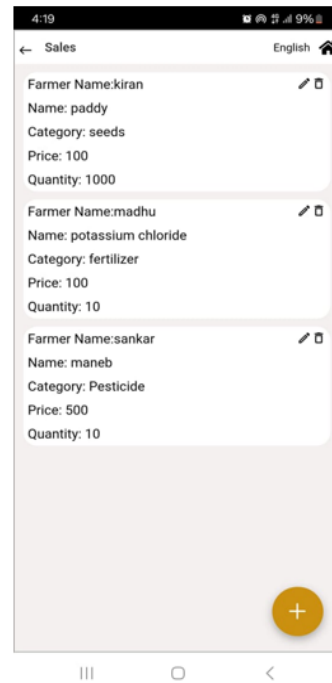 4:19
9%
Sales
English
Farmer Name:kiran
Name: paddy
Category: seeds
Price: 100
Quantity: 1000
Farmer Name:madhu
Name: potassium chloride
Category: fertilizer
Price: 100
Quantity: 10
Farmer Name:sankar
Name: maneb
Category: Pesticide
Price: 500
Quantity: 10
+